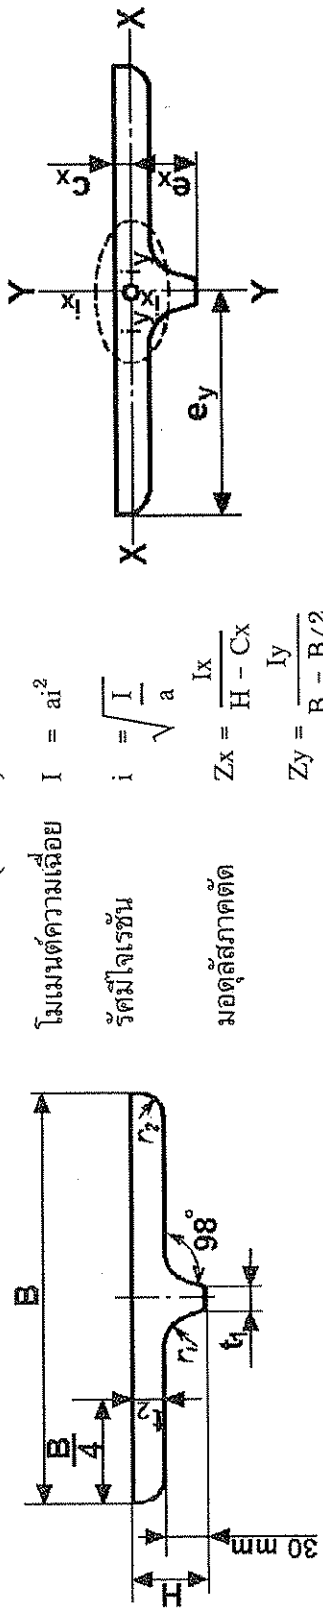 B
B
4
t2
H
30 mm
r1
t1
98°
r2
โมเมนต์ความเฉื่อย I = ai²
รัศมีใจเรชัน i = √ I / a
มอดุลัสภาคตัด Zx = Ix / H - Cx
Zy = Iy / B - B/2
Y
Y
X
X
ix
Cx
ex
ey